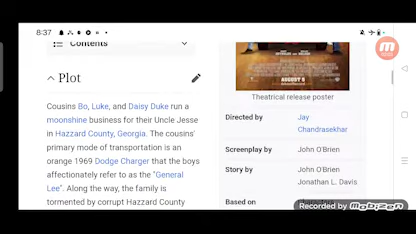 8:37
Contents
Plot
Cousins Bo, Luke, and Daisy Duke run a
moonshine business for their Uncle Jesse
in Hazzard County, Georgia. The cousins'
primary mode of transportation is an
orange 1969 Dodge Charger that the boys
affectionately refer to as the "General
Lee". Along the way, the family is
tormented by corrupt Hazzard County
AUGUST 5
Theatrical release poster
Directed by Jay
Chandrasekhar
Screenplay by John O'Brien
Story by John O'Brien
Jonathan L. Davis
Based on
Recorded by Mobizen